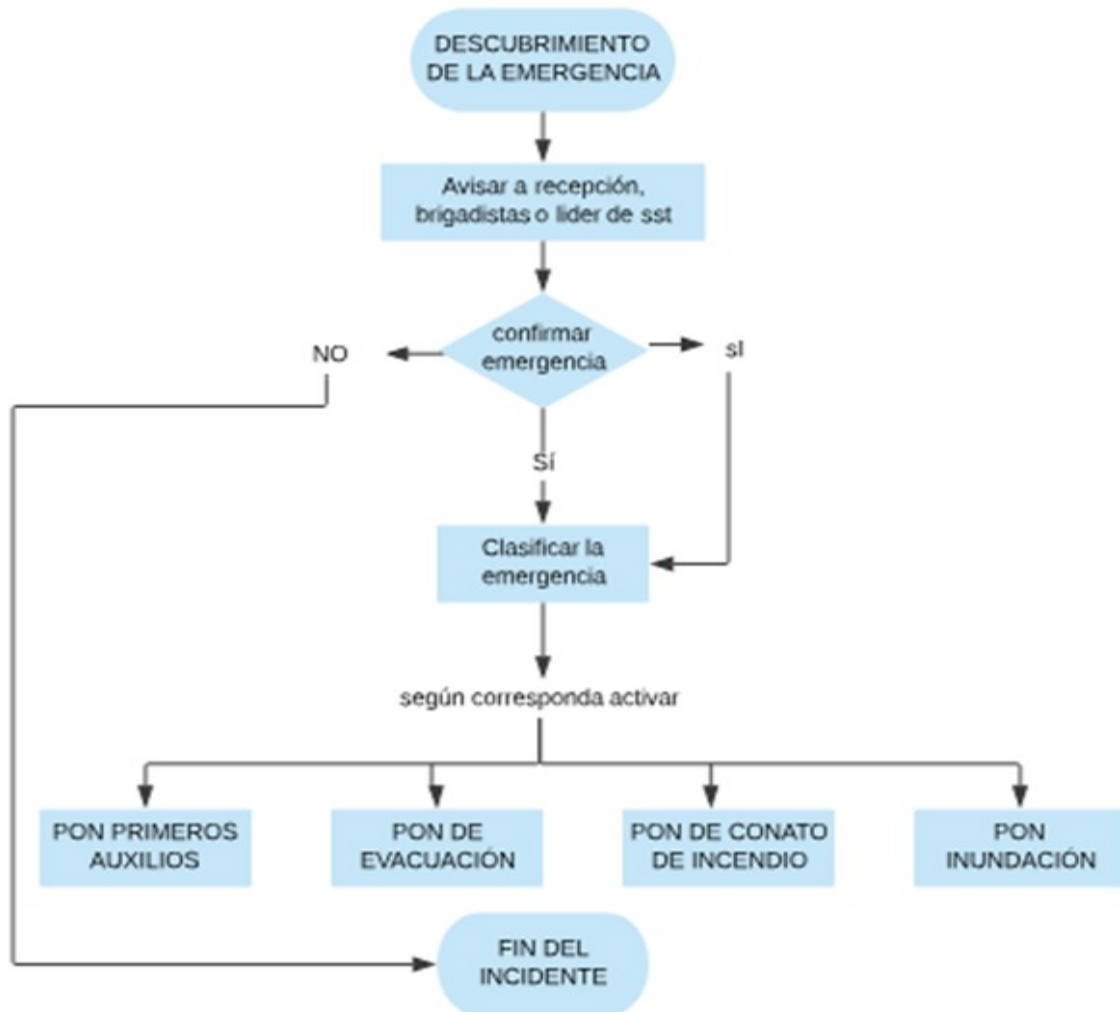 DESCUBRIMIENTO
DE LA EMERGENCIA
Avisar a recepción,
brigadistas o lider de sst
confirmar
emergencia
NO
sI
Sí
Clasificar la
emergencia
según corresponda activar
PON PRIMEROS
AUXILIOS
PON DE
EVACUACIÓN
PON DE CONATO
DE INCENDIO
PON
INUNDACIÓN
FIN DEL
INCIDENTE